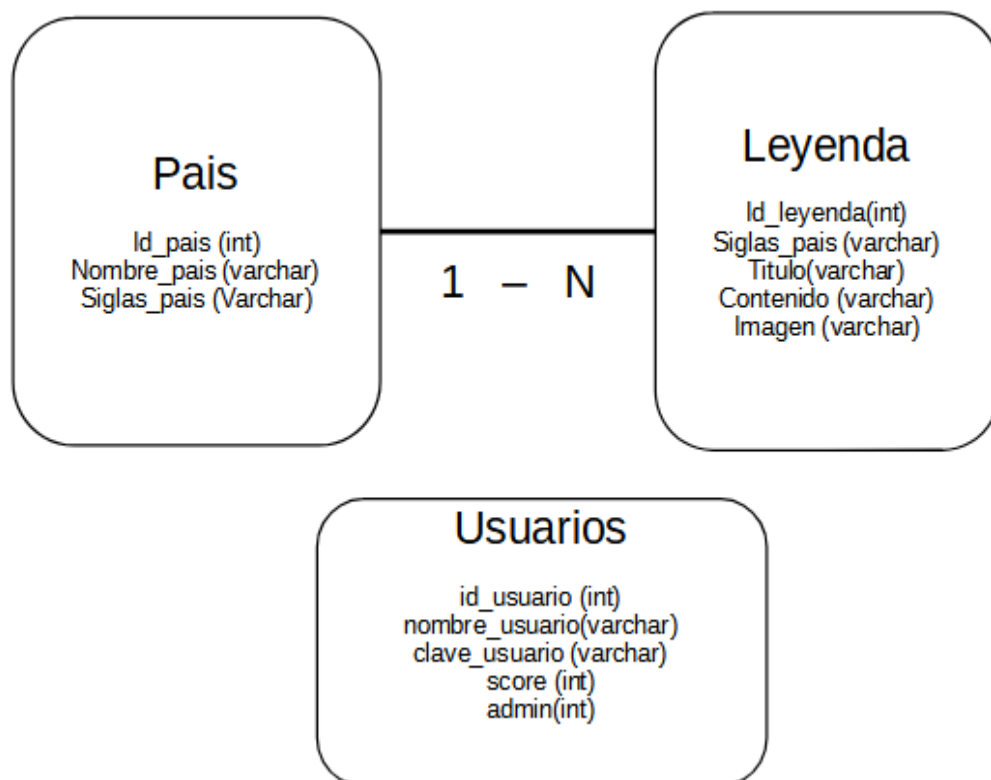 Pais
Id_pais (int)
Nombre_pais (varchar)
Siglas_pais (Varchar)
1 – N
Leyenda
Id_leyenda(int)
Siglas_pais (varchar)
Titulo(varchar)
Contenido (varchar)
Imagen (varchar)
Usuarios
id_usuario (int)
nombre_usuario(varchar)
clave_usuario (varchar)
score (int)
admin(int)